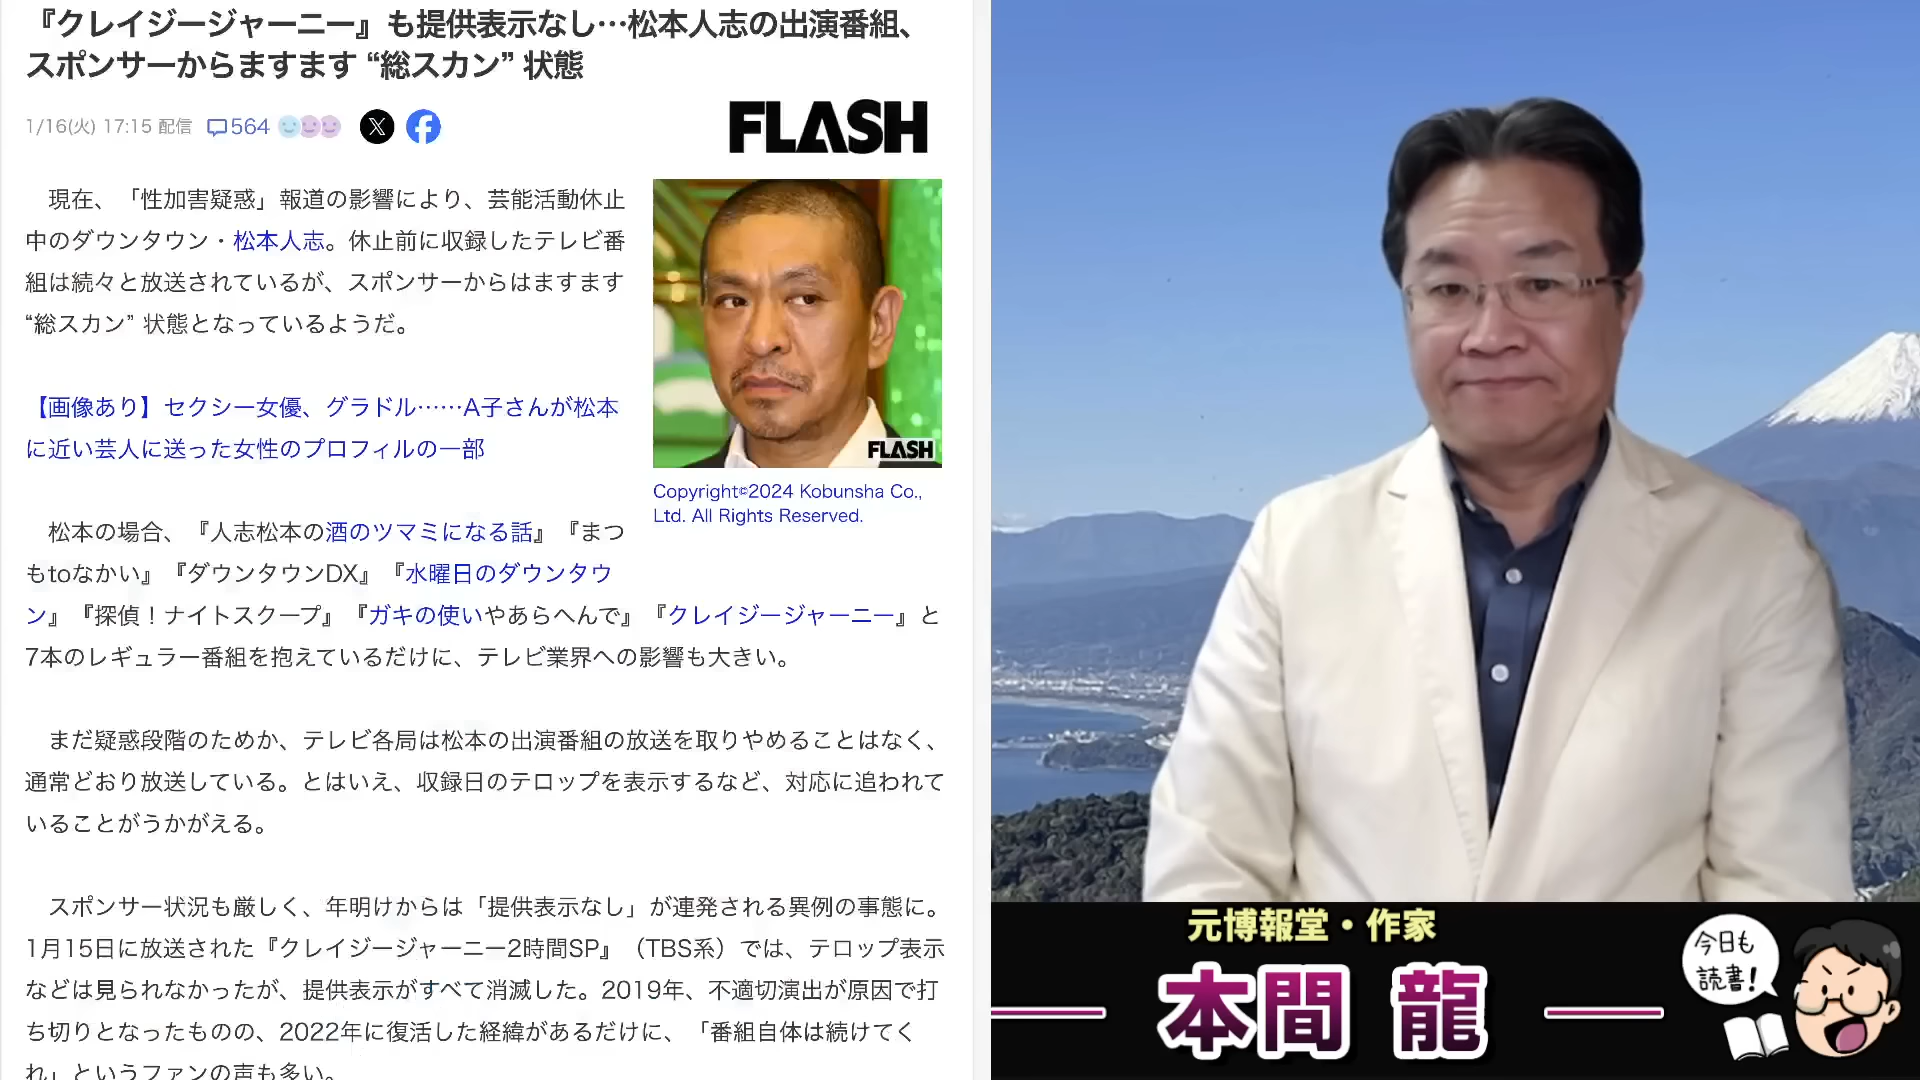 『クレイジージャーニー』も提供表示なし…松本人志の出演番組、
スポンサーからますます “総スカン” 状態
1/16(火) 17:15 配信
564
FLASH
現在、「性加害疑惑」報道の影響により、芸能活動休止
中のダウンタウン・松本人志。休止前に収録したテレビ番
組は続々と放送されているが、スポンサーからはますます
“総スカン” 状態となっているようだ。
【画像あり】セクシー女優、グラドル……A子さんが松本
に近い芸人に送った女性のプロフィルの一部
FLASH
Copyright©2024 Kobunsha Co.,
Ltd. All Rights Reserved.
松本の場合、『人志松本の酒のツマミになる話』『まつ
もtoなかい』『ダウンタウンDX』『水曜日のダウンタウ
ン』『探偵！ナイトスクープ』『ガキの使いやあらへんで』『クレイジージャーニー』と
7本のレギュラー番組を抱えているだけに、テレビ業界への影響も大きい。
まだ疑惑段階のためか、テレビ各局は松本の出演番組の放送を取りやめることはなく、
通常どおり放送している。とはいえ、収録日のテロップを表示するなど、対応に追われて
いることがうかがえる。
スポンサー状況も厳しく、年明けからは「提供表示なし」が連発される異例の事態に。
1月15日に放送された『クレイジージャーニー2時間SP』（TBS系）では、テロップ表示
などは見られなかったが、提供表示がすべて消滅した。2019年、不適切演出が原因で打
ち切りとなったものの、2022年に復活した経緯があるだけに、「番組自体は続けてく
れ」というファンの声も多い。
元博報堂・作家
本間 龍
今日も
読書!